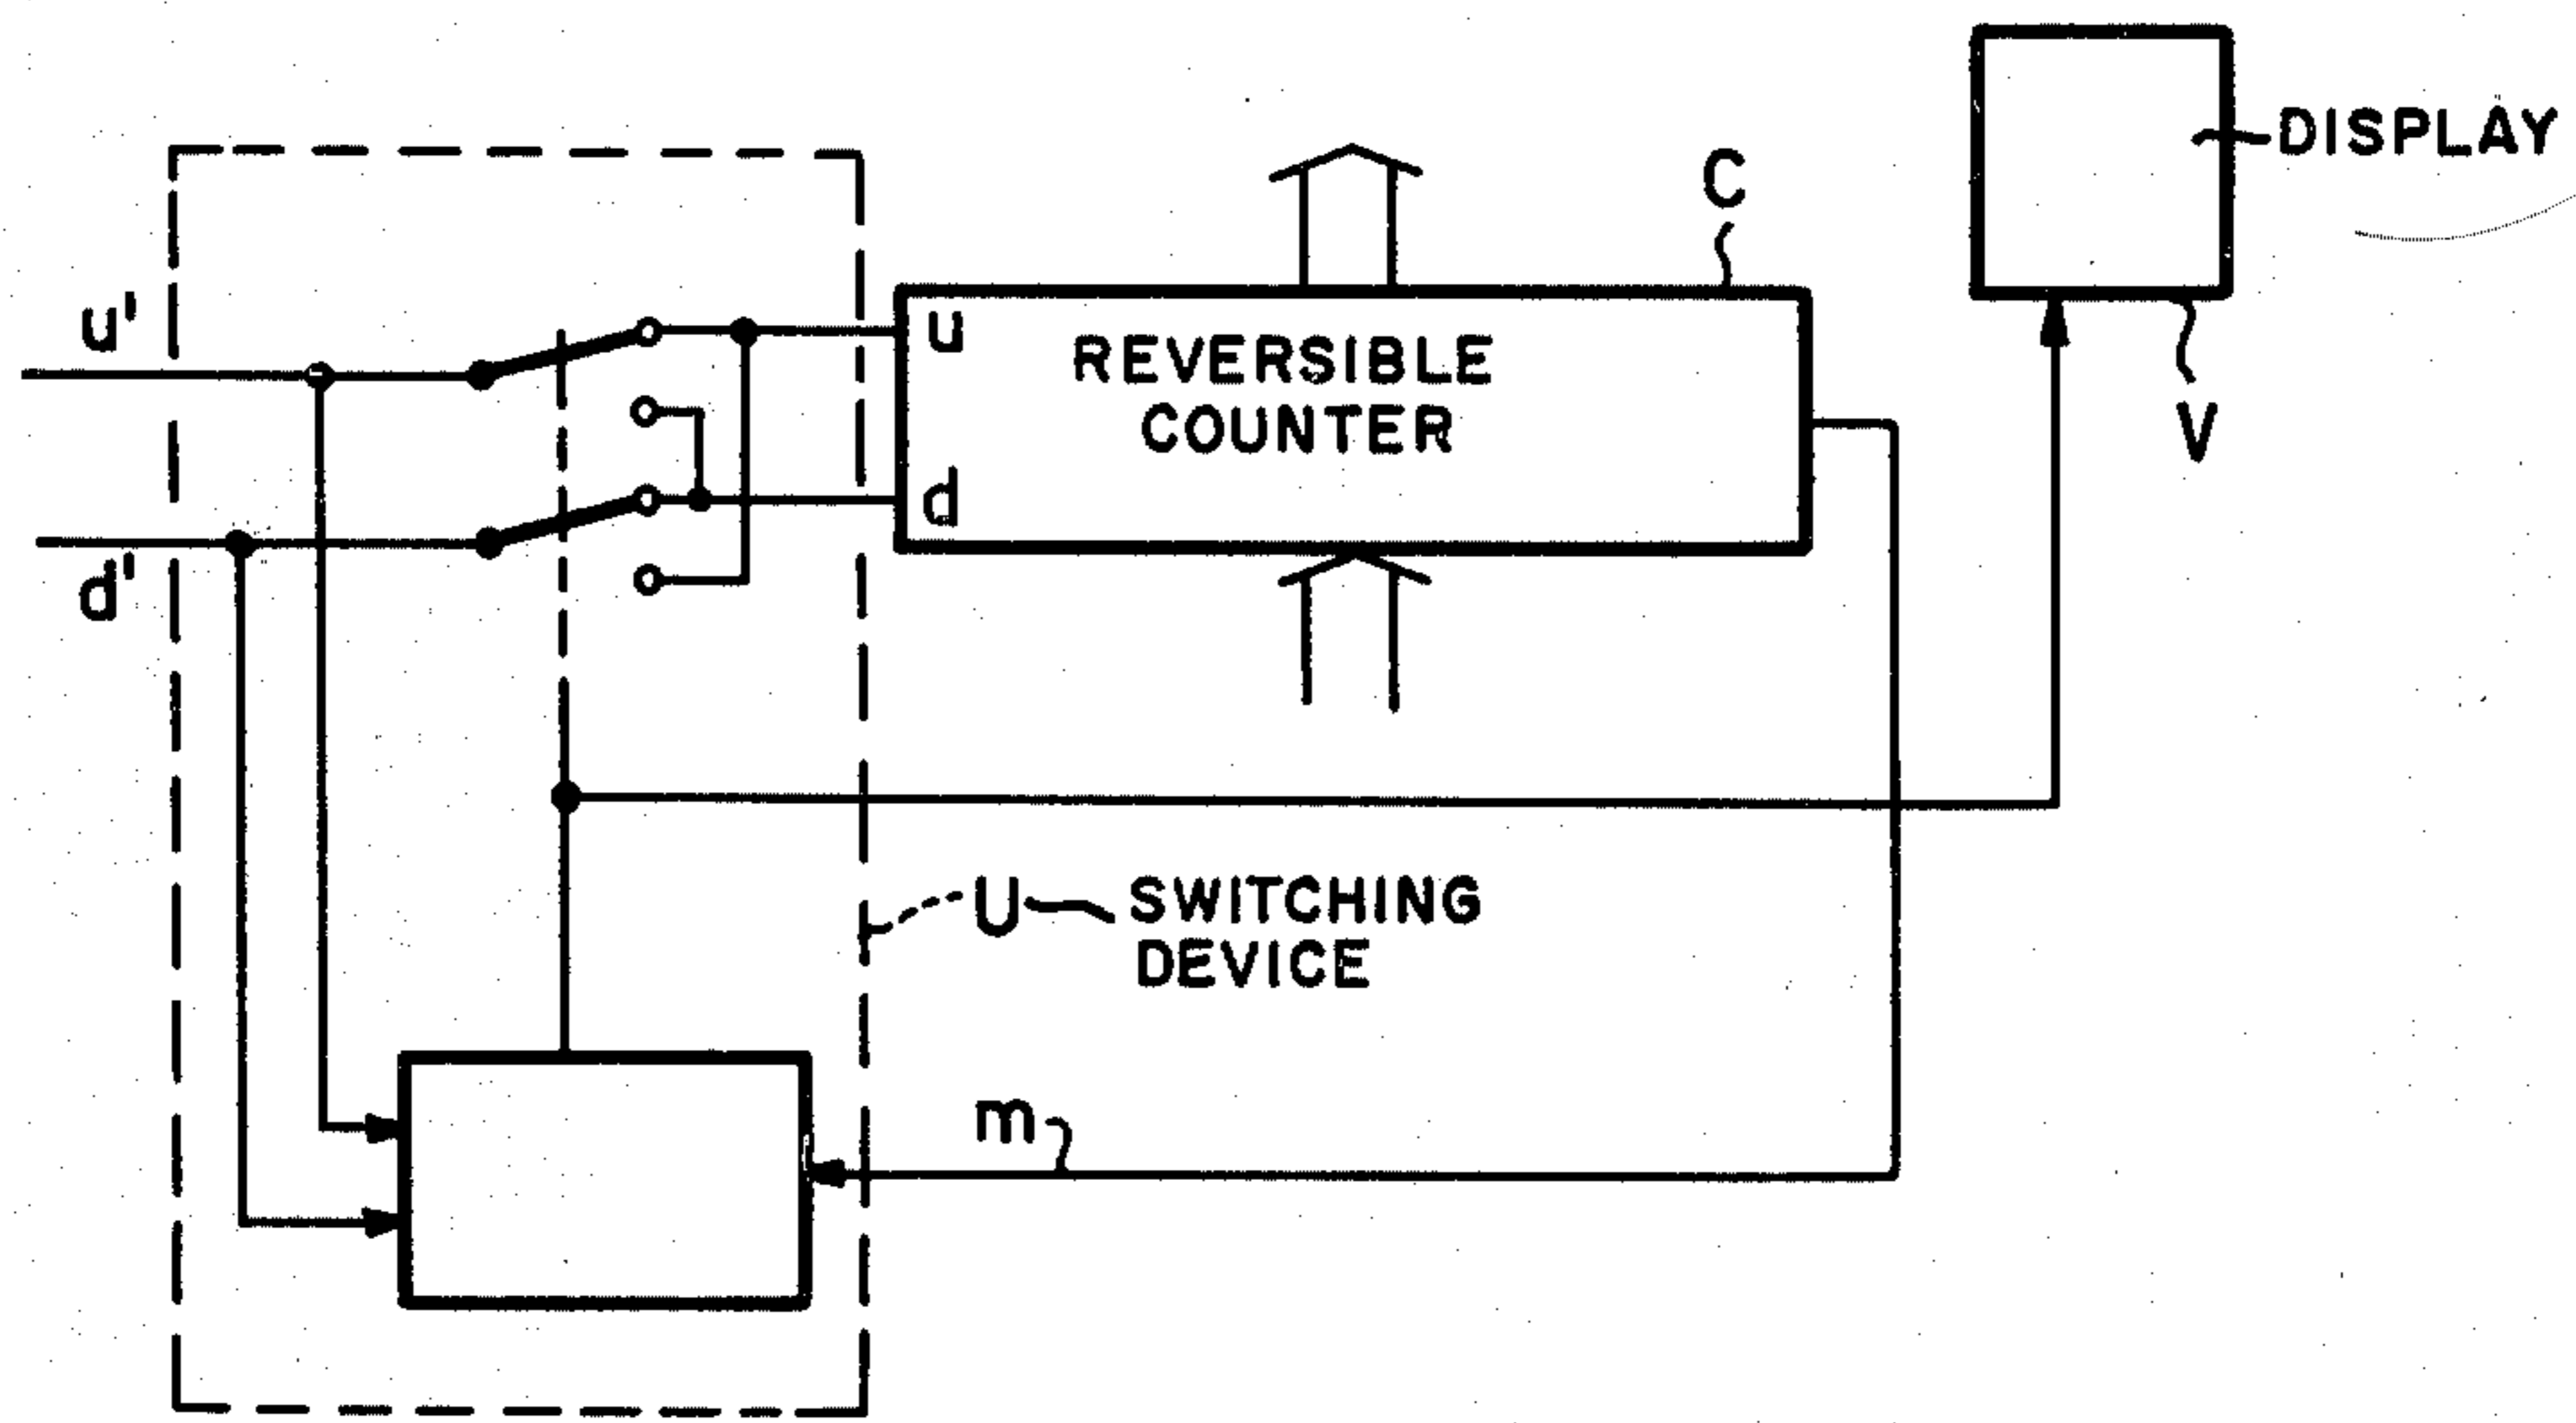 DISPLAY
C
u'
u
REVERSIBLE
COUNTER
V
d
d'
U
SWITCHING
DEVICE
m